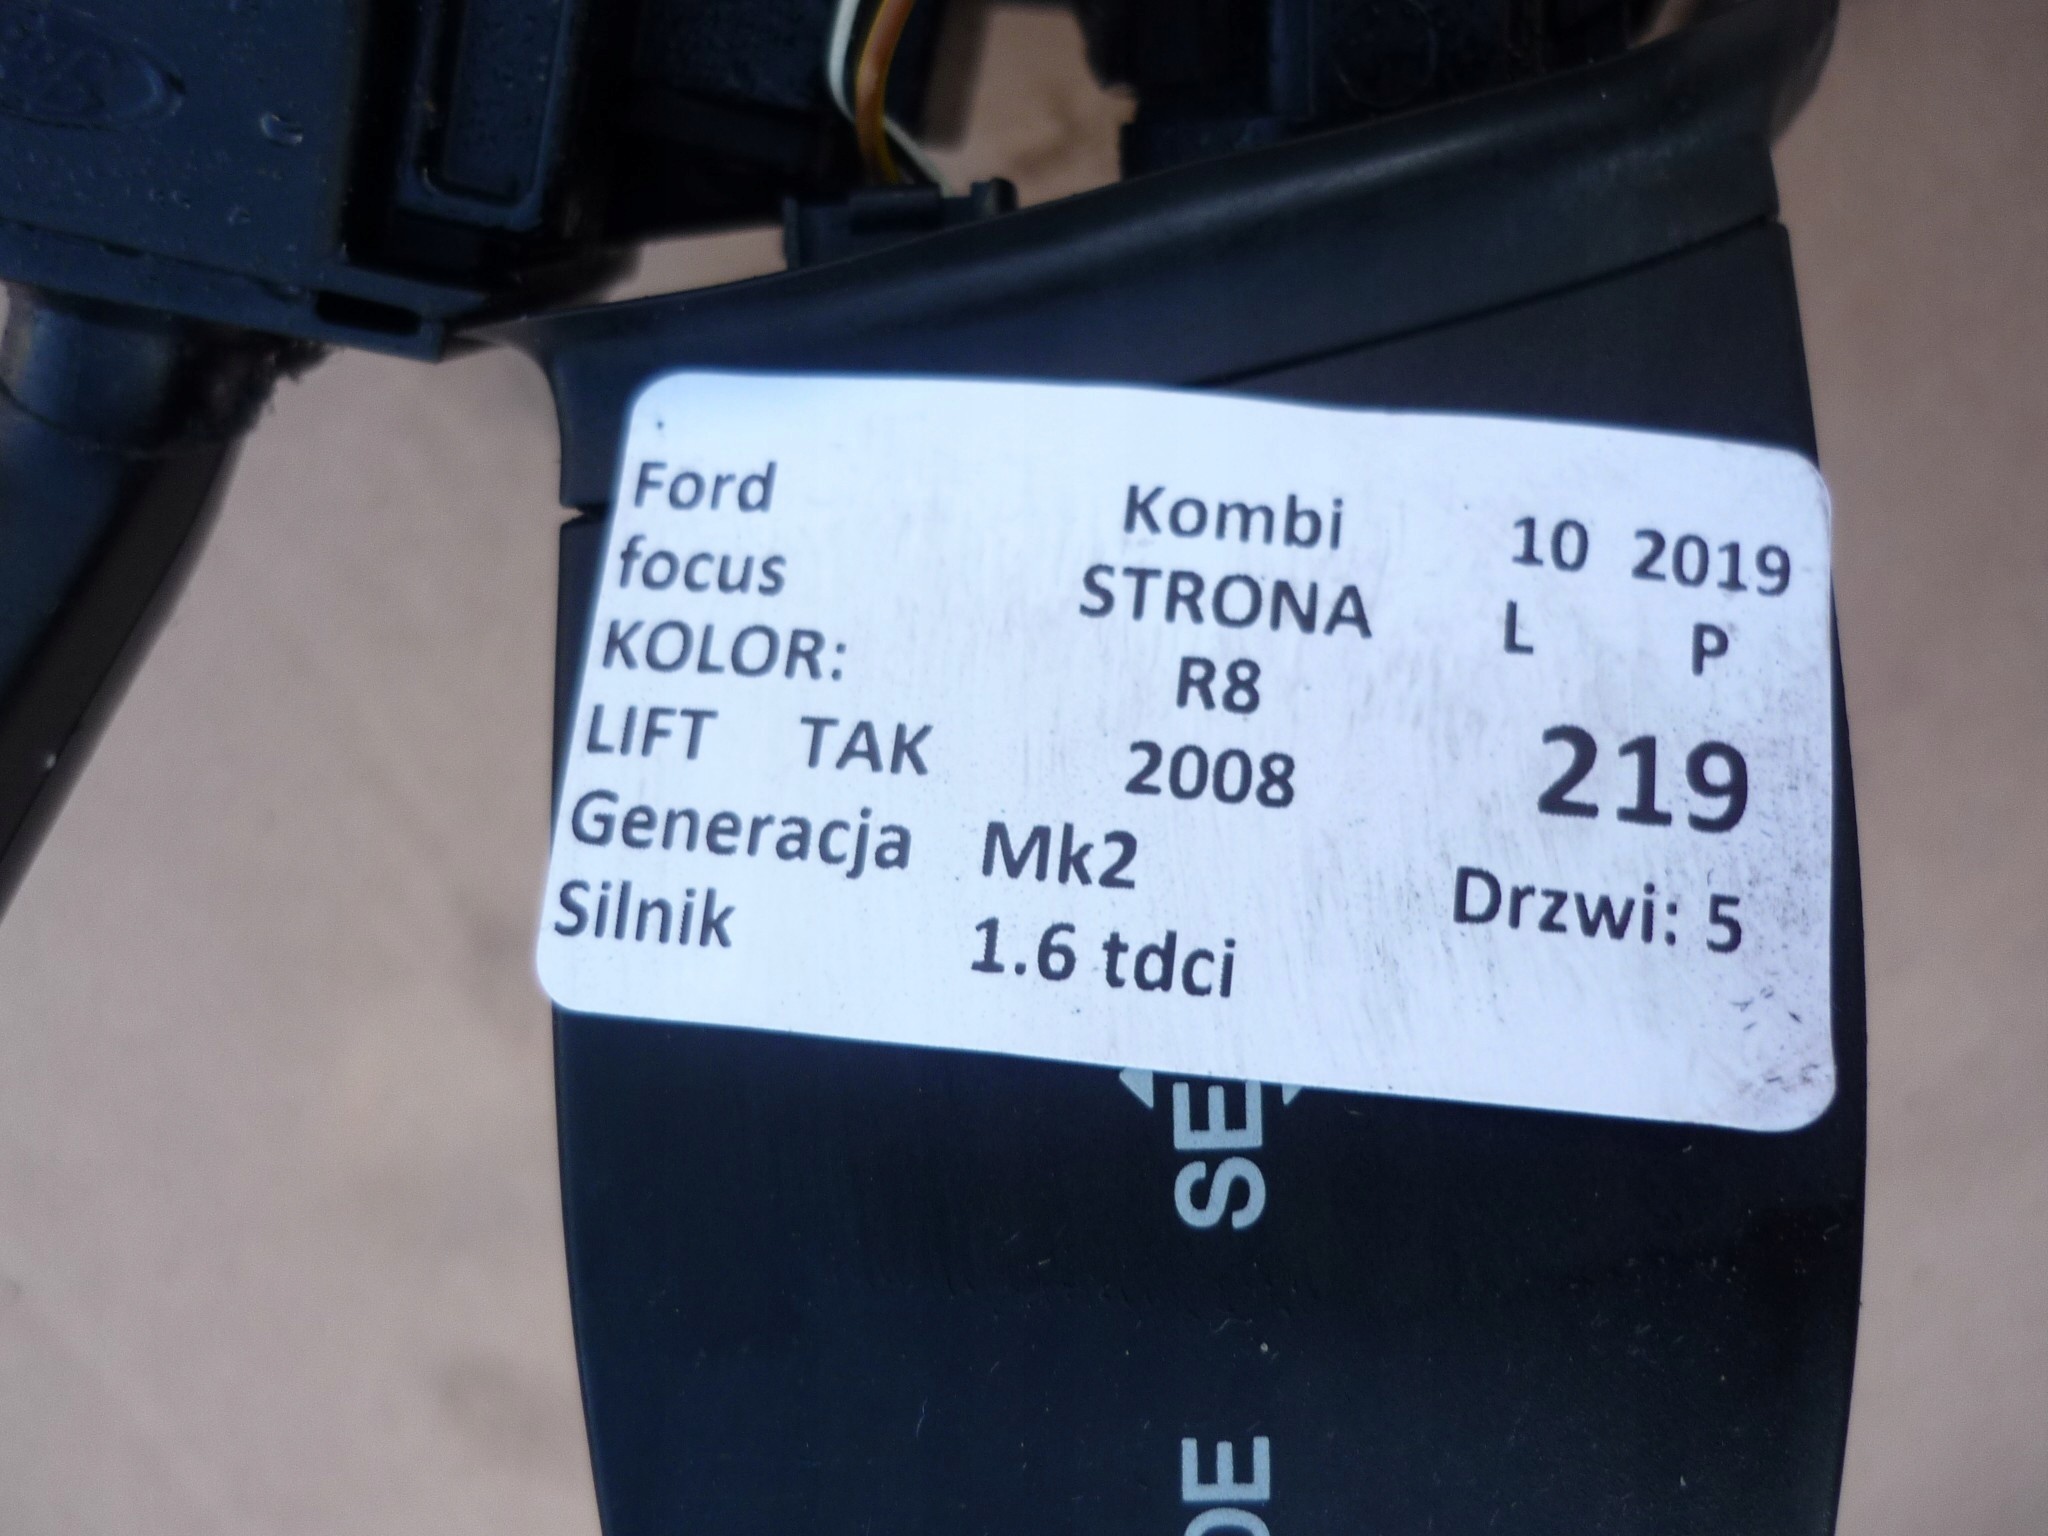 Ford Kombi 10 2019
focus STRONA L P
KOLOR: R8
LIFT TAK 2008 219
Generacja Mk2 Drzwi: 5
Silnik 1.6 tdci
SE